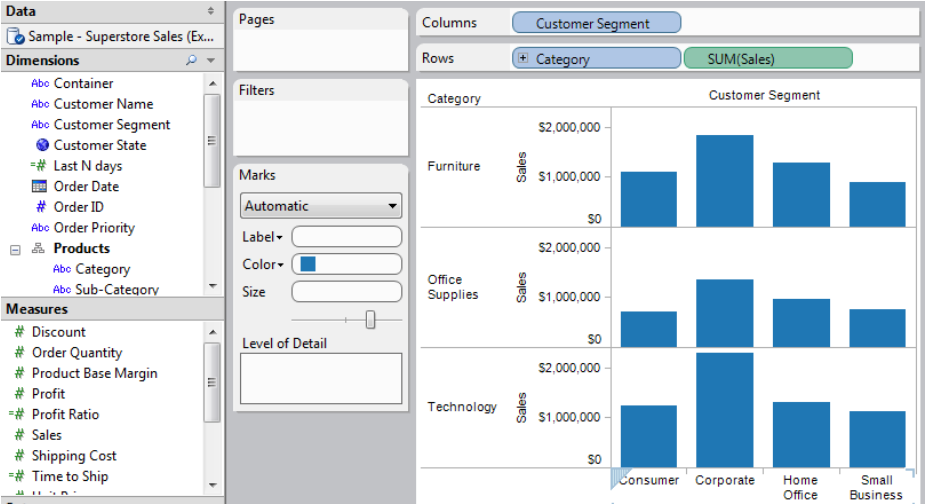 Data
Sample - Superstore Sales (Ex...
Dimensions
Abc Container
Abc Customer Name
Abc Customer Segment
Customer State
=# Last N days
Order Date
# Order ID
Abc Order Priority
Products
Abc Category
Abc Sub-Category
Measures
# Discount
# Order Quantity
# Product Base Margin
# Profit
=# Profit Ratio
# Sales
# Shipping Cost
=# Time to Ship
Pages
Filters
Marks
Automatic
Label
Color
Size
Level of Detail
Columns
Customer Segment
Rows
Category
SUM(Sales)
Category
Customer Segment
Furniture
Sales
$2,000,000
$1,000,000
$0
Office
Supplies
Sales
$2,000,000
$1,000,000
$0
Technology
Sales
$2,000,000
$1,000,000
$0
Consumer
Corporate
Home
Office
Small
Business